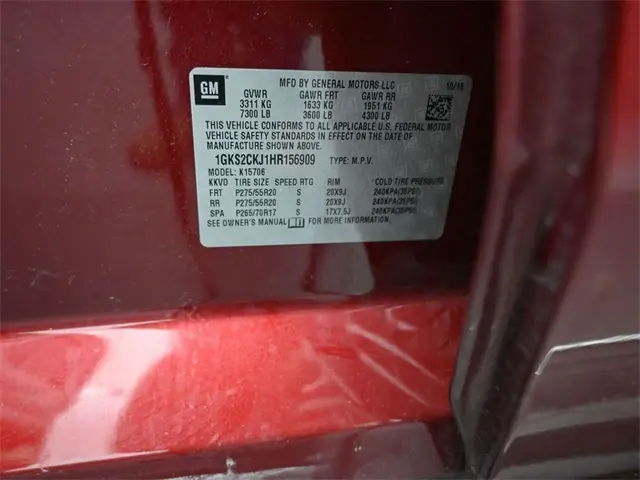 GM
MFD BY GENERAL MOTORS LLC 10/16
GVWR GAWR FRT GAWR RR
3311 KG 1633 KG 1951 KG
7300 LB 3600 LB 4300 LB
THIS VEHICLE CONFORMS TO ALL APPLICABLE U.S. FEDERAL MOTOR
VEHICLE SAFETY STANDARDS IN EFFECT ON THE DATE OF
MANUFACTURE SHOWN ABOVE.
1GKS2CKJ1HR156909 TYPE: M.P.V.
MODEL: K15706
KKVD TIRE SIZE SPEED RTG RIM COLD TIRE PRESSURE
FRT P275/55R20 S 20X9J 240KPA(35PSI)
RR P275/55R20 S 20X9J 240KPA(35PSI)
SPA P265/70R17 S 17X7.5J 240KPA(35PSI)
SEE OWNER'S MANUAL FOR MORE INFORMATION.